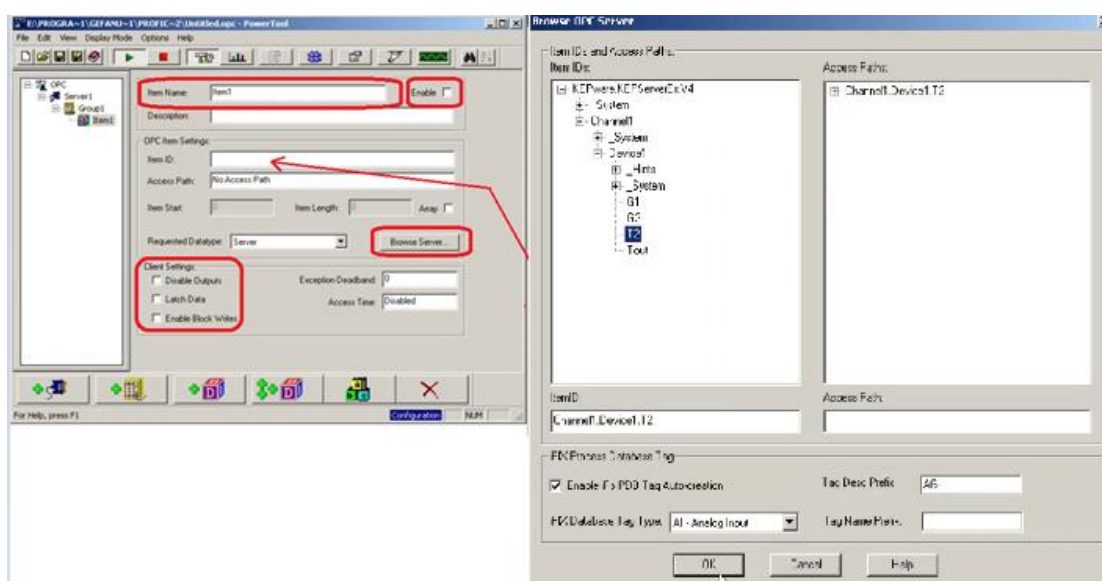 E:\PROGRA~1\GEFANU~1\PROFIC~2\Untitled.opc - PowerTool
File Edit View Display Mode Options Help
OPC
Server1
Group1
Item1
Item Name: Item1 Enable
Description:
OPC Item Settings:
Item ID:
Access Path: No Access Path
Item Start: 0 Item Length: 0 Array
Requested Datatype: Server Browse Server...
Client Settings:
Disable Outputs Exception Deadband: 0
Latch Data Access Time: Disabled
Enable Block Writes
For Help, press F1 Configuration NUM
Browse OPC Server
Item IDs and Access Paths:
Item IDs: Access Paths:
KEPware.KEPServerEx.V4
_System
Channel1
_System
Device1
_Hints
_System
G1
T2
Tout
Channel1.Device1.T2
ItemID: Access Path:
Channel1.Device1.T2
FIX Process Database Tag
Enable iFix PDB Tag Auto-creation Tag Desc Prefix
FIX Database Tag Type: AI - Analog Input Tag Name Prefix:
OK Cancel Help